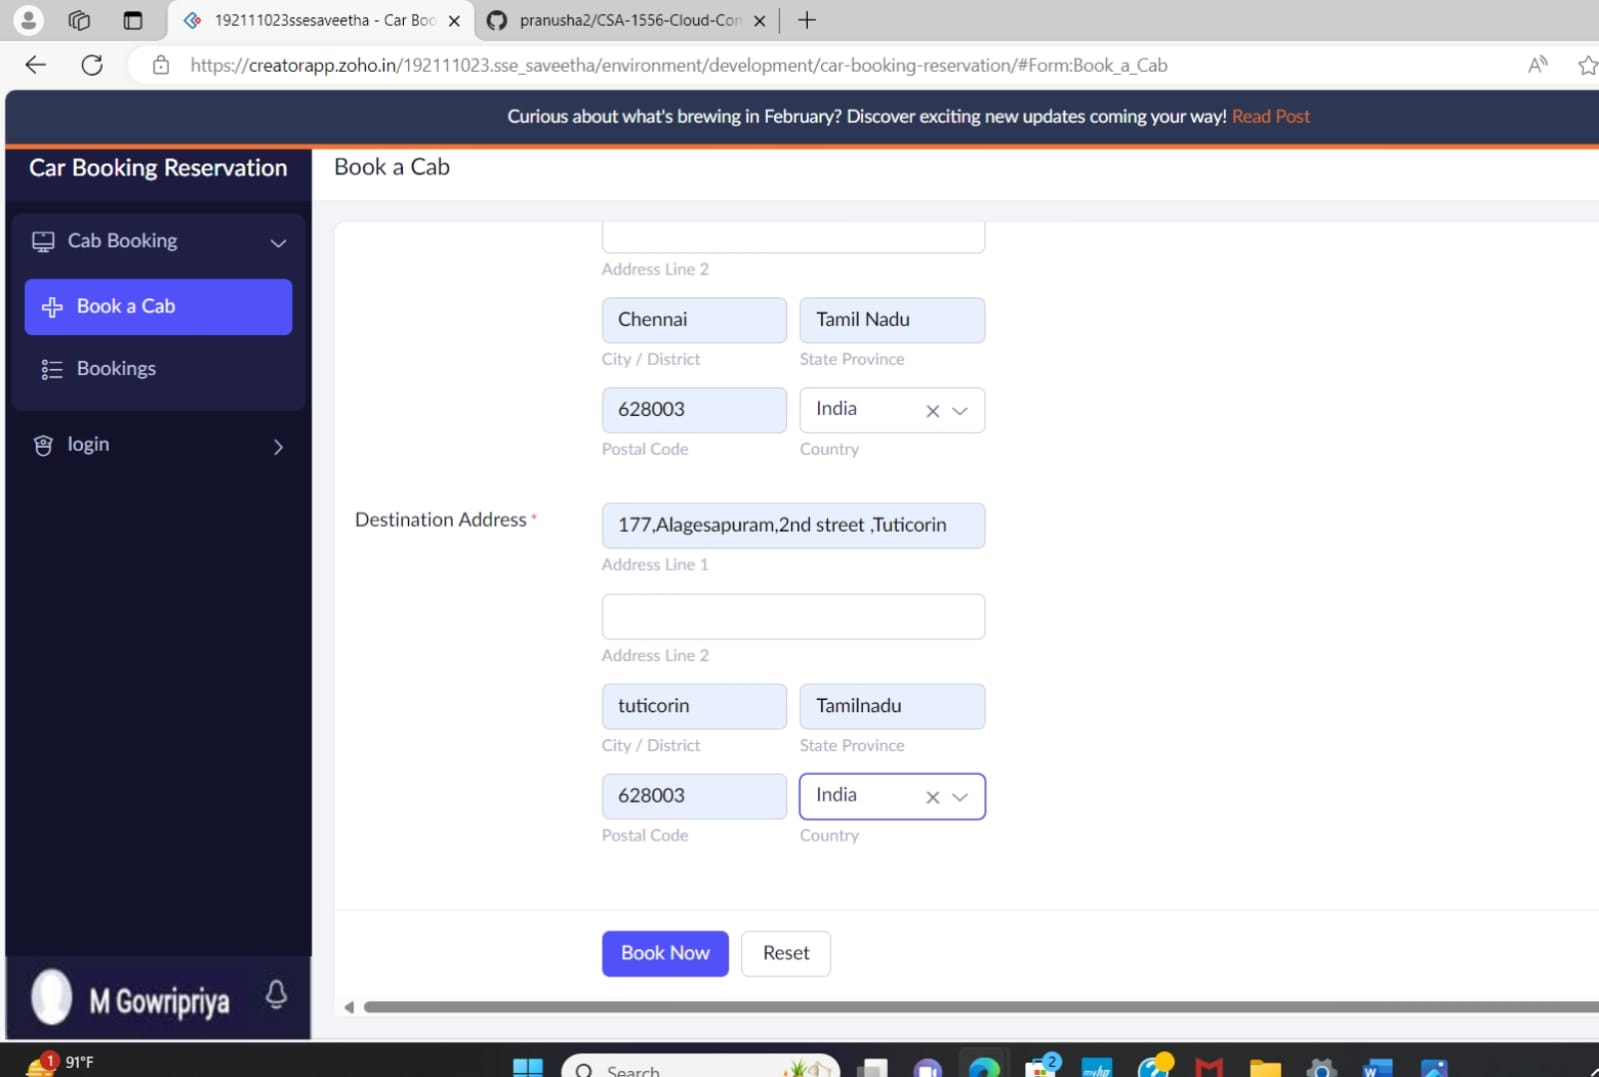 192111023ssesaveetha - Car Boo
pranusha2/CSA-1556-Cloud-Com
https://creatorapp.zoho.in/192111023.sse_saveetha/environment/development/car-booking-reservation/#Form:Book_a_Cab
Curious about what's brewing in February? Discover exciting new updates coming your way! Read Post
Car Booking Reservation
Book a Cab
Cab Booking
Book a Cab
Bookings
login
Address Line 2
Chennai Tamil Nadu
City / District State Province
628003 India
Postal Code Country
Destination Address *
177,Alagesapuram,2nd street ,Tuticorin
Address Line 1
Address Line 2
tuticorin Tamilnadu
City / District State Province
628003 India
Postal Code Country
Book Now Reset
M Gowripriya
1 91°F
Search
2
myhp
W